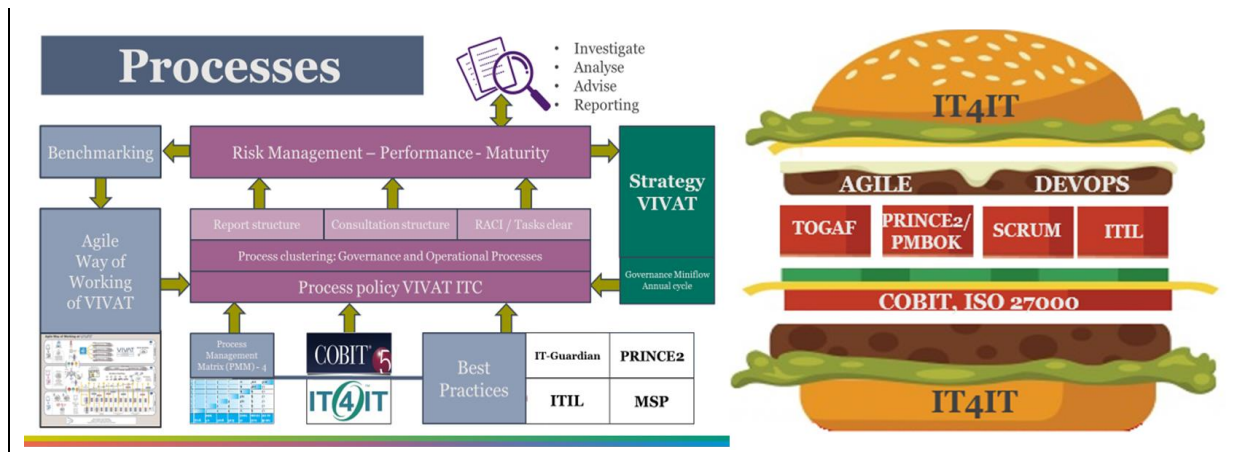 Processes
• Investigate
• Analyse
• Advise
• Reporting
Benchmarking
Risk Management – Performance - Maturity
Strategy
VIVAT
Report structure
Consultation structure
RACI / Tasks clear
Agile
Way of
Working
of VIVAT
Process clustering: Governance and Operational Processes
Governance Miniflow
Annual cycle
Process policy VIVAT ITC
Process
Management
Matrix (PMM) - 4
COBIT 5
IT4IT
Best
Practices
IT-Guardian
PRINCE2
ITIL
MSP
IT4IT
AGILE
DEVOPS
TOGAF
PRINCE2/
PMBOK
SCRUM
ITIL
COBIT, ISO 27000
IT4IT